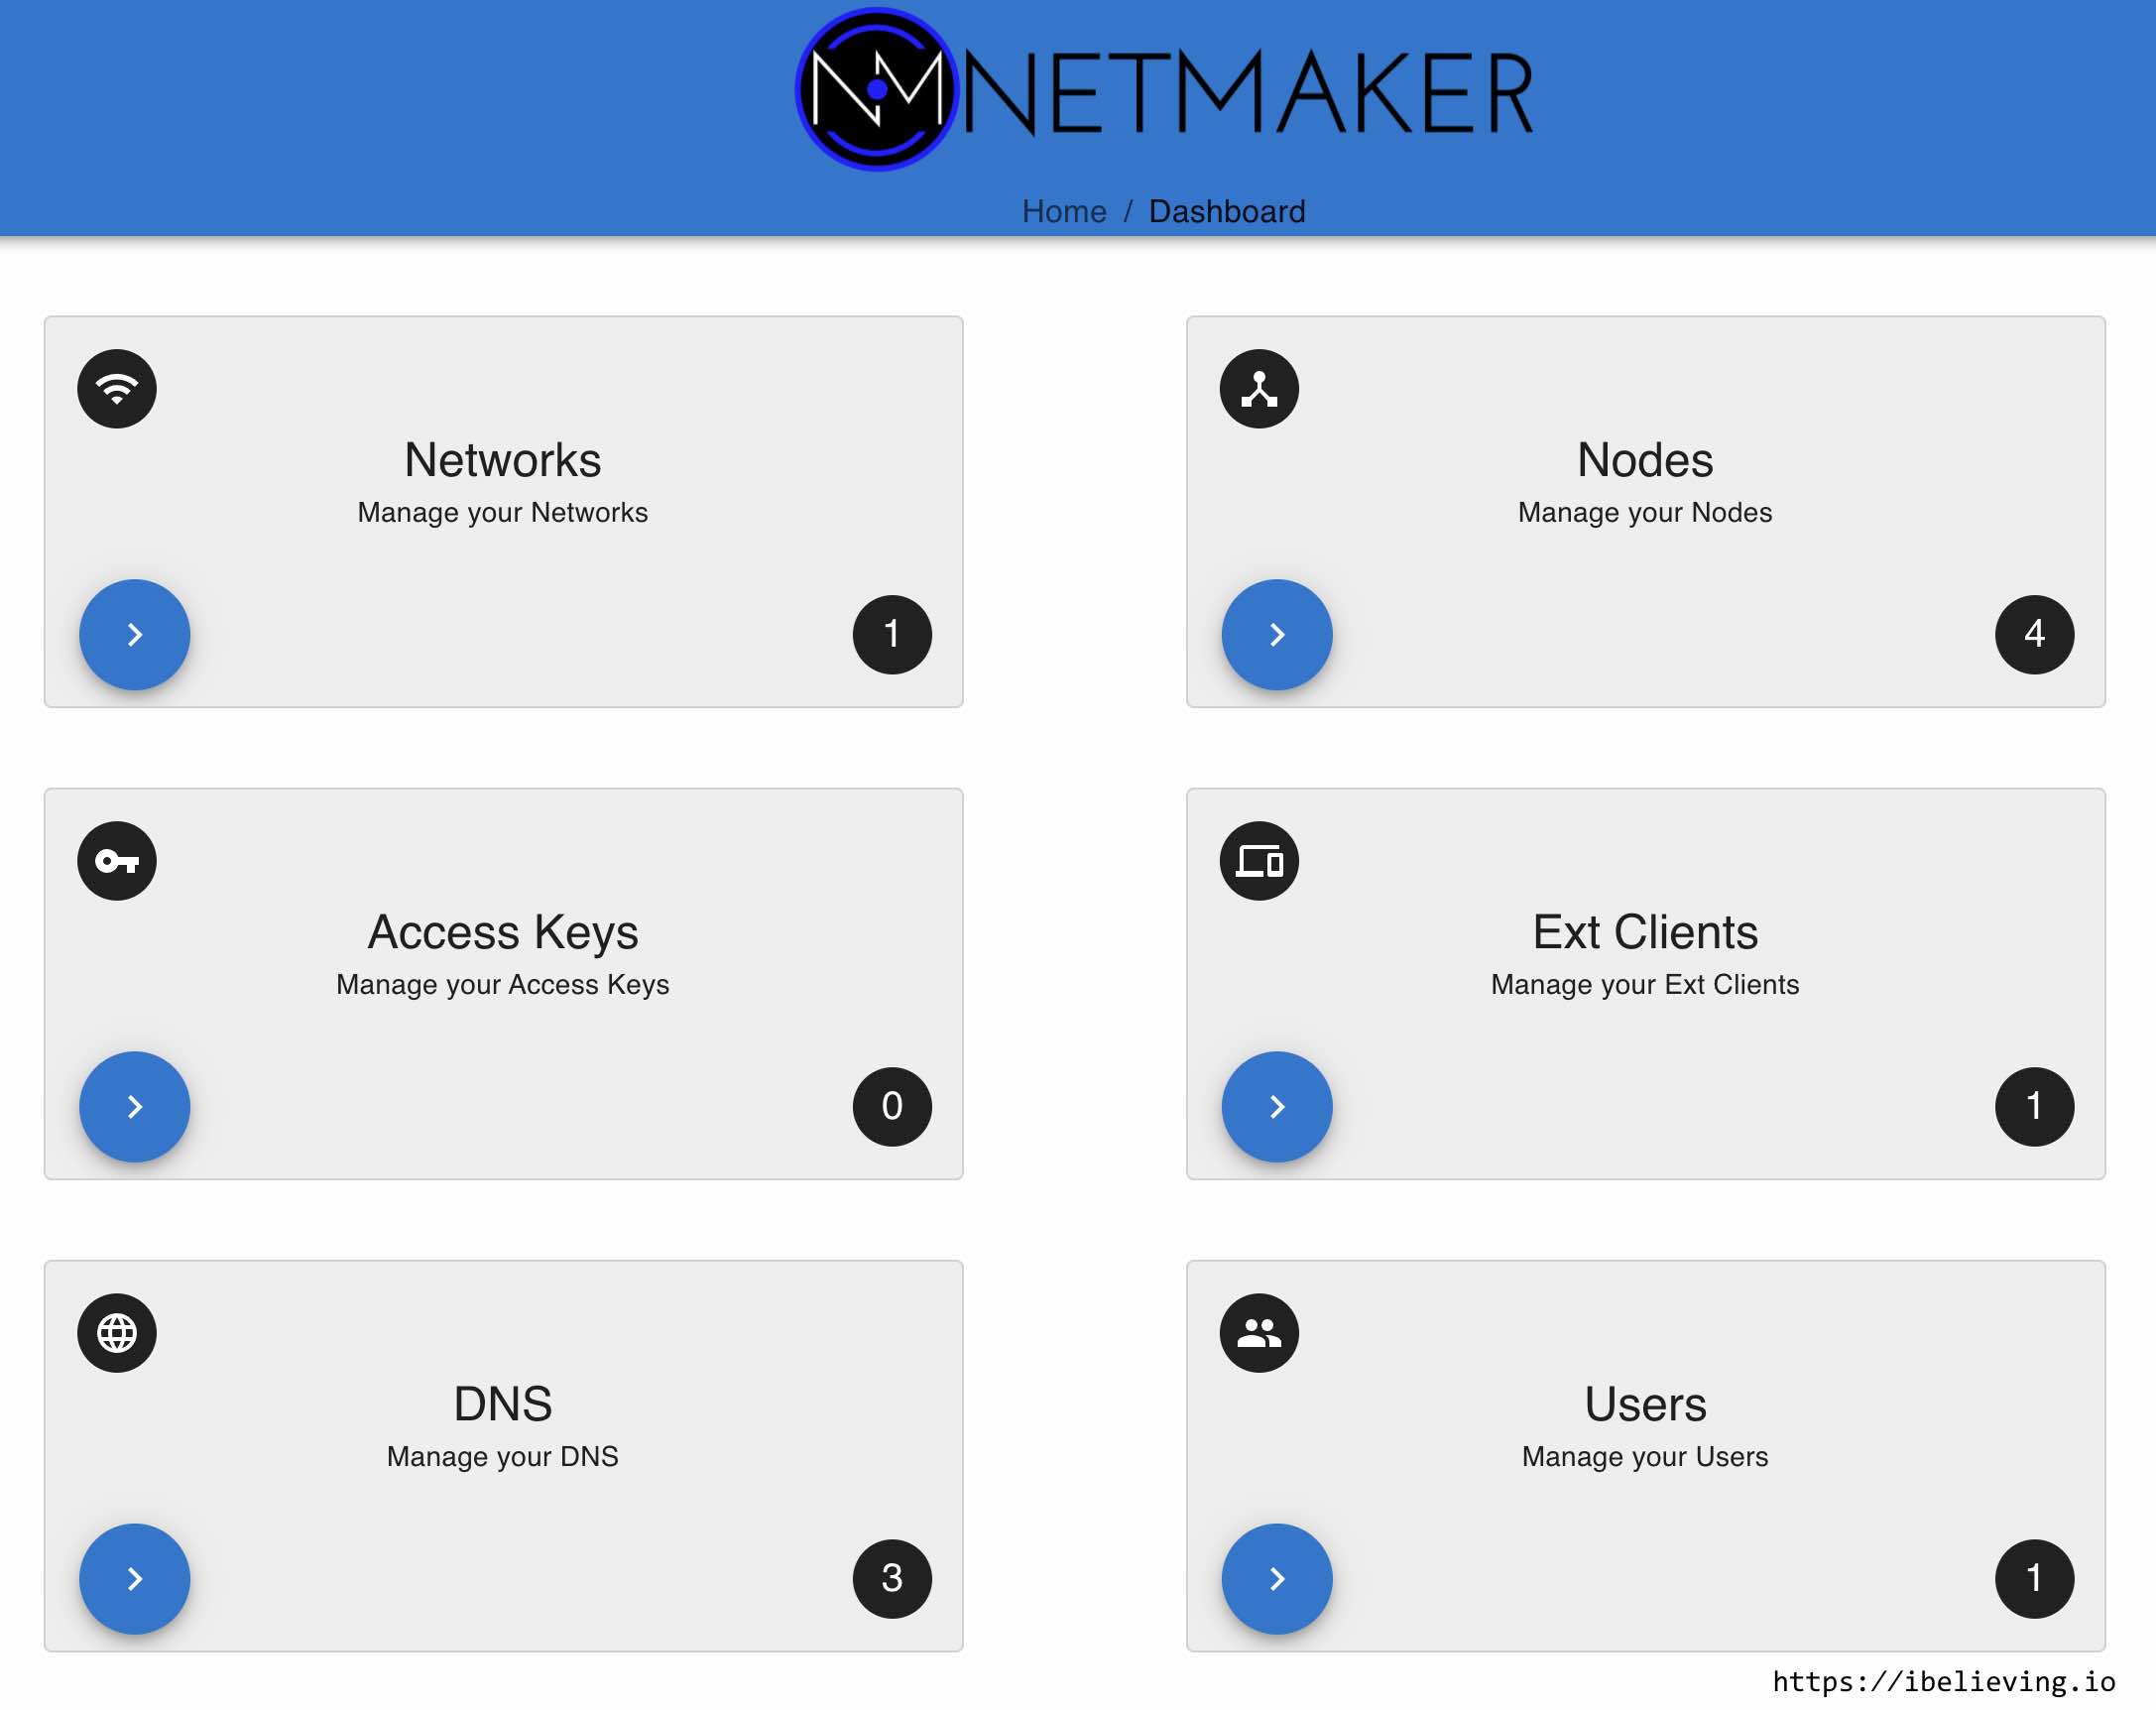 NM NETMAKER
Home / Dashboard
Networks
Manage your Networks
1
Nodes
Manage your Nodes
4
Access Keys
Manage your Access Keys
0
Ext Clients
Manage your Ext Clients
1
DNS
Manage your DNS
3
Users
Manage your Users
1
https://ibelieving.io